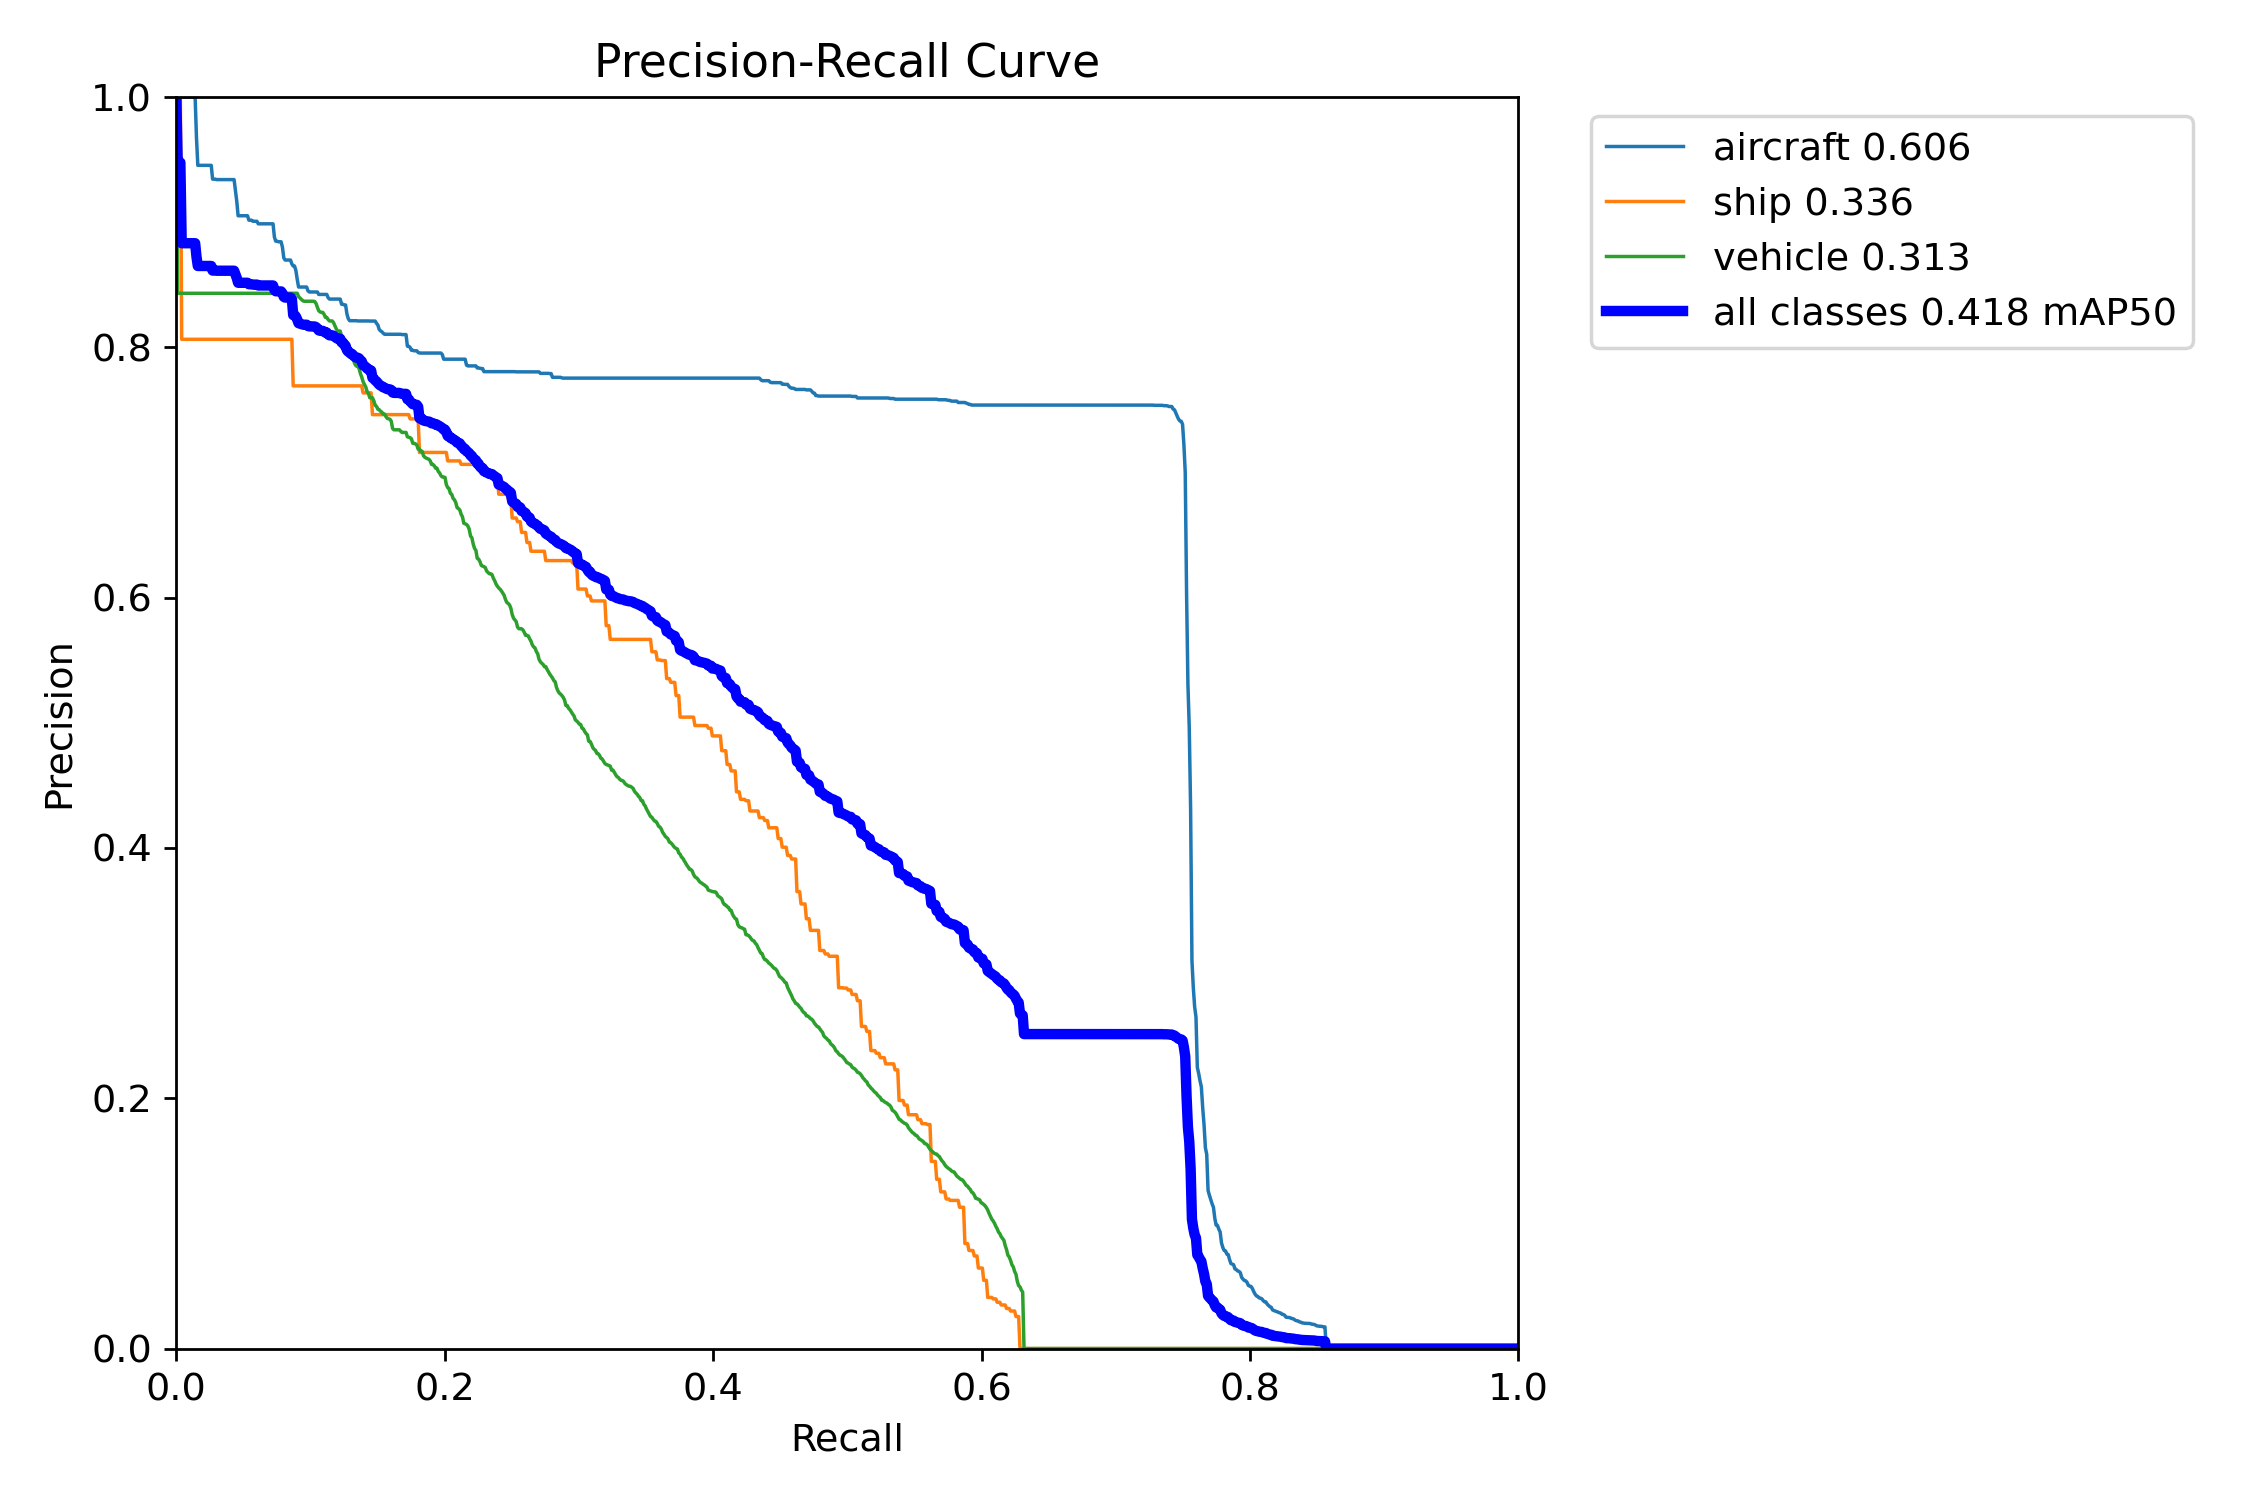 Precision-Recall Curve
1.0
0.8
0.6
0.4
0.2
0.0
Precision
0.0 0.2 0.4 0.6 0.8 1.0
Recall
aircraft 0.606
ship 0.336
vehicle 0.313
all classes 0.418 mAP50